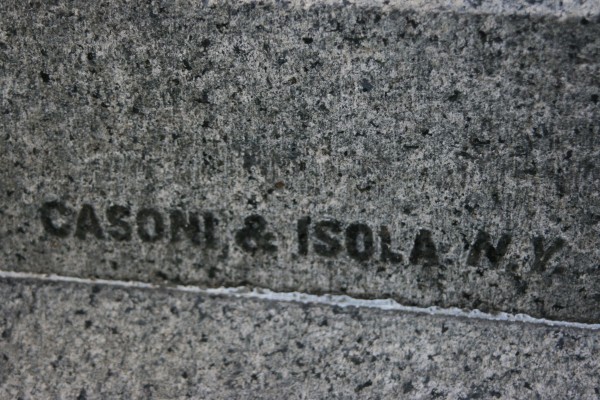 CASONI & ISOLA. N.Y.